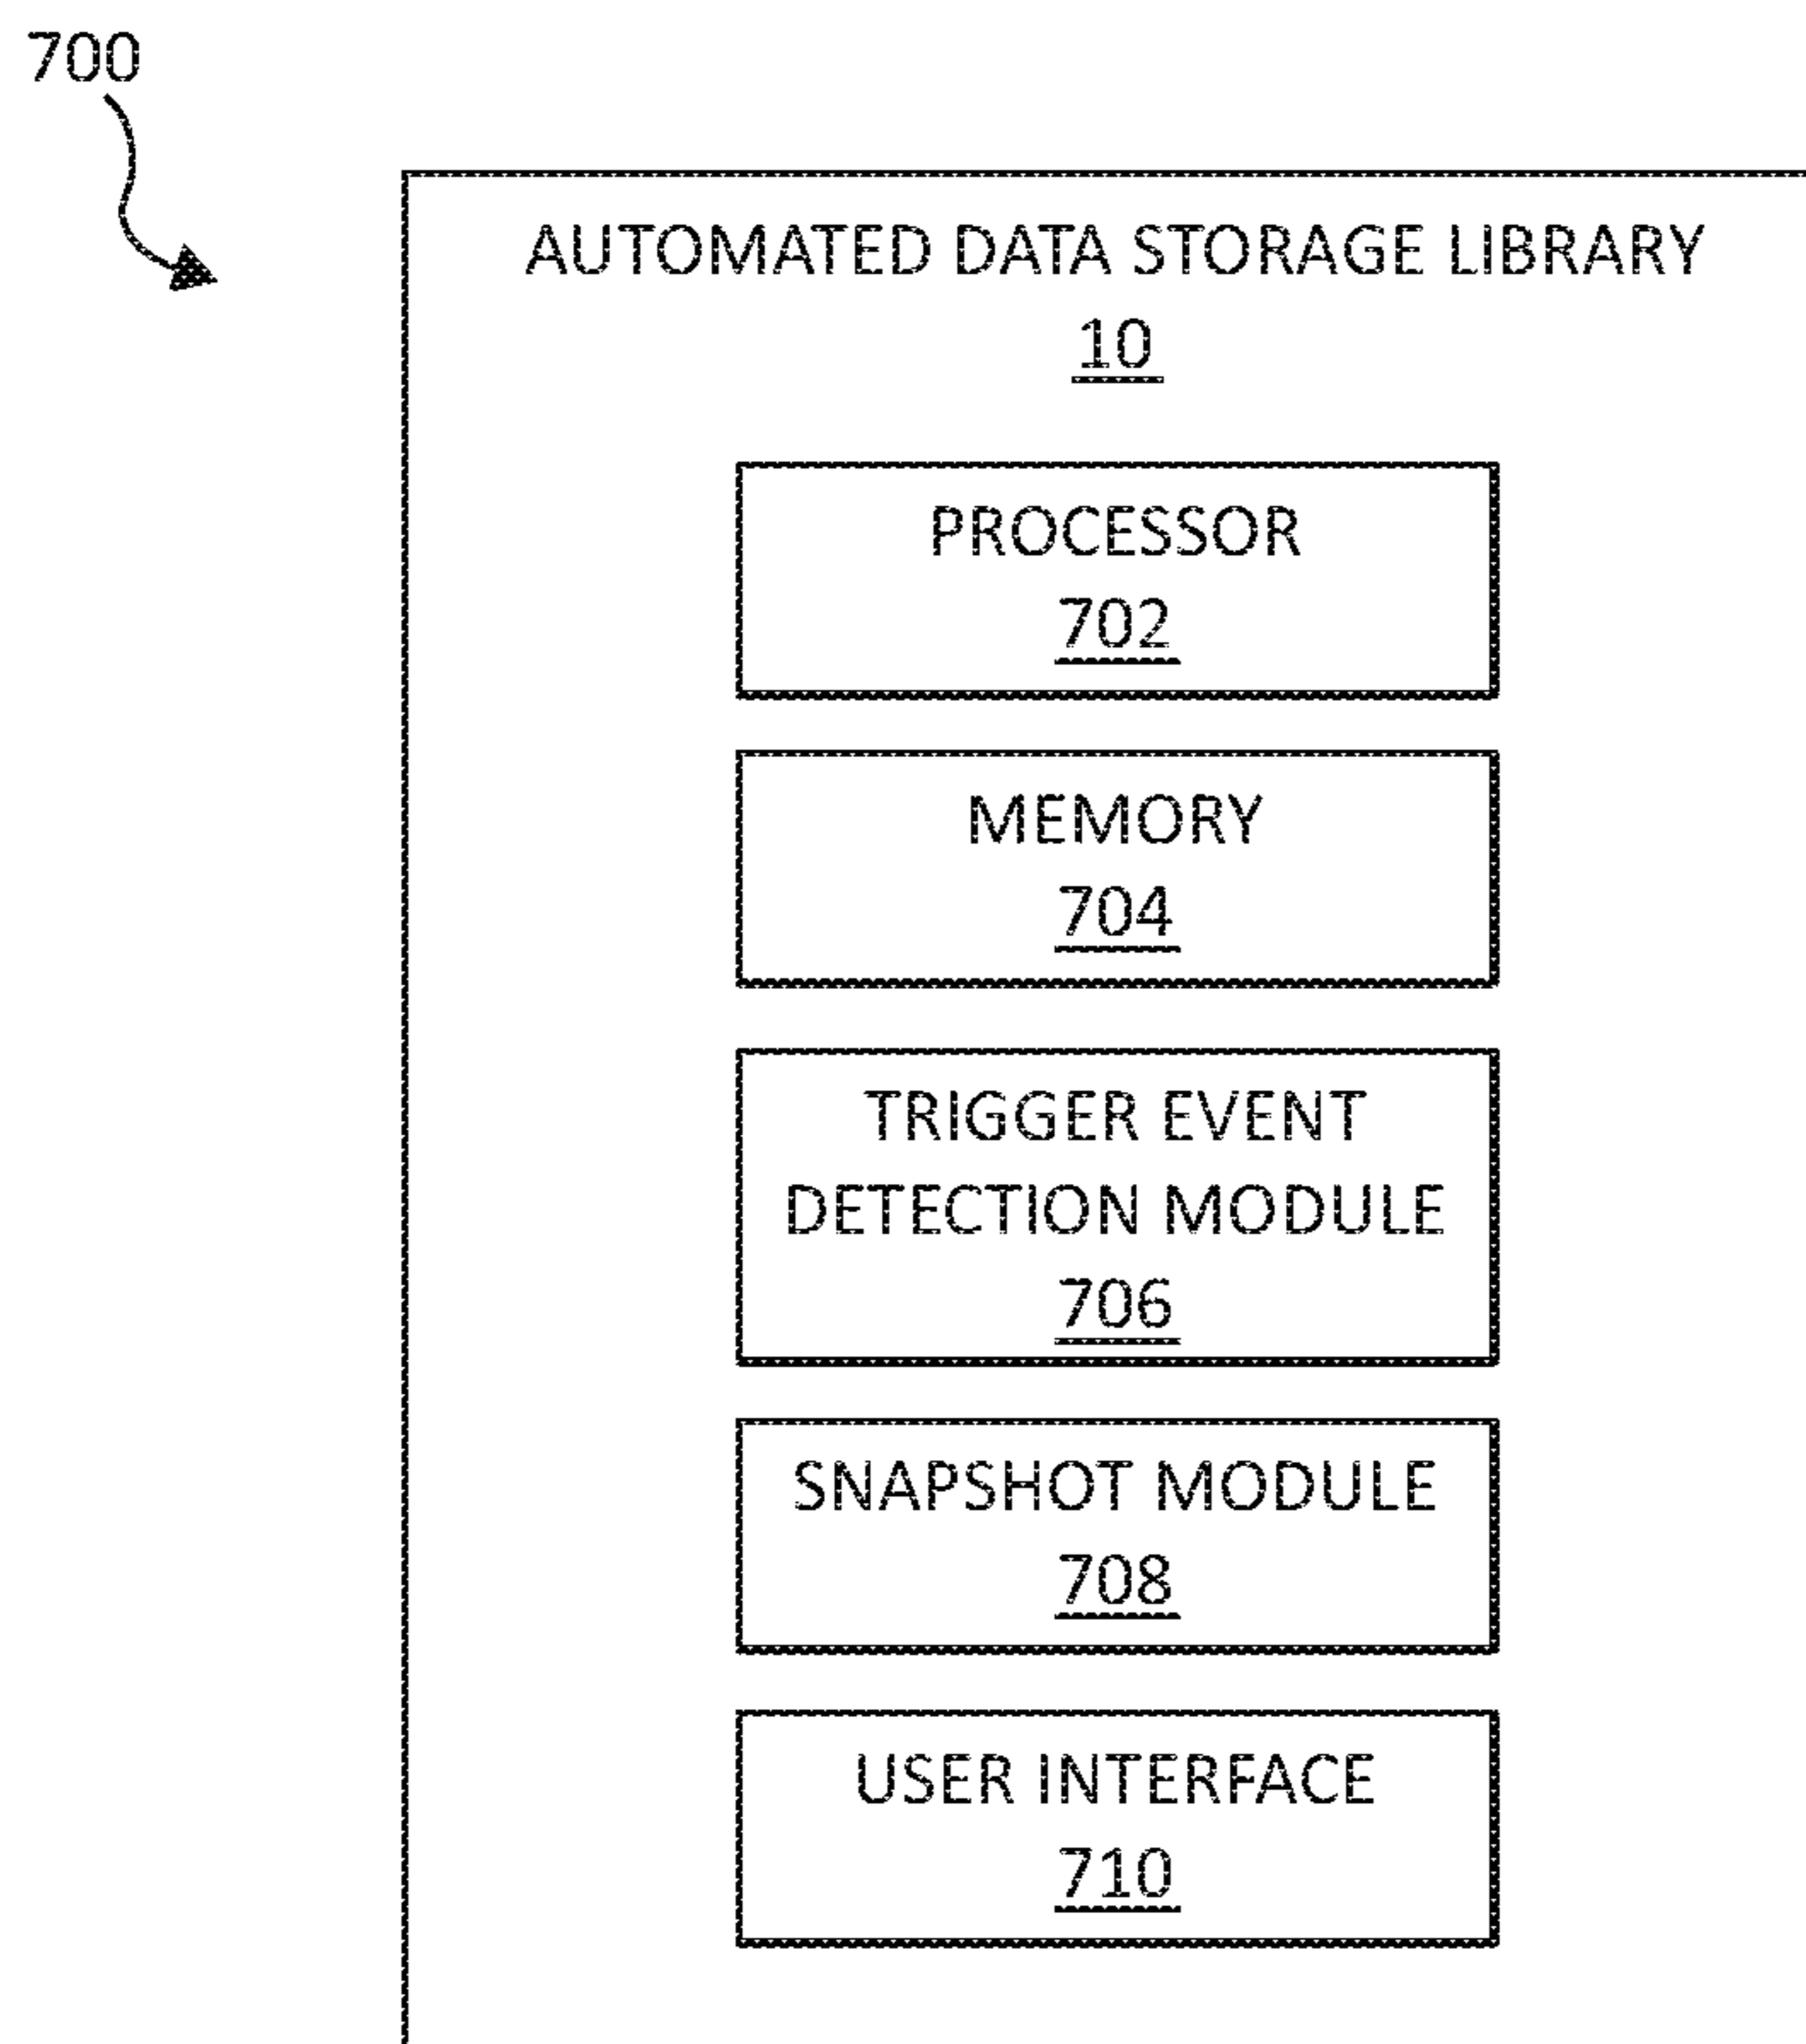 700
AUTOMATED DATA STORAGE LIBRARY
10
PROCESSOR
702
MEMORY
704
TRIGGER EVENT
DETECTION MODULE
706
SNAPSHOT MODULE
708
USER INTERFACE
710